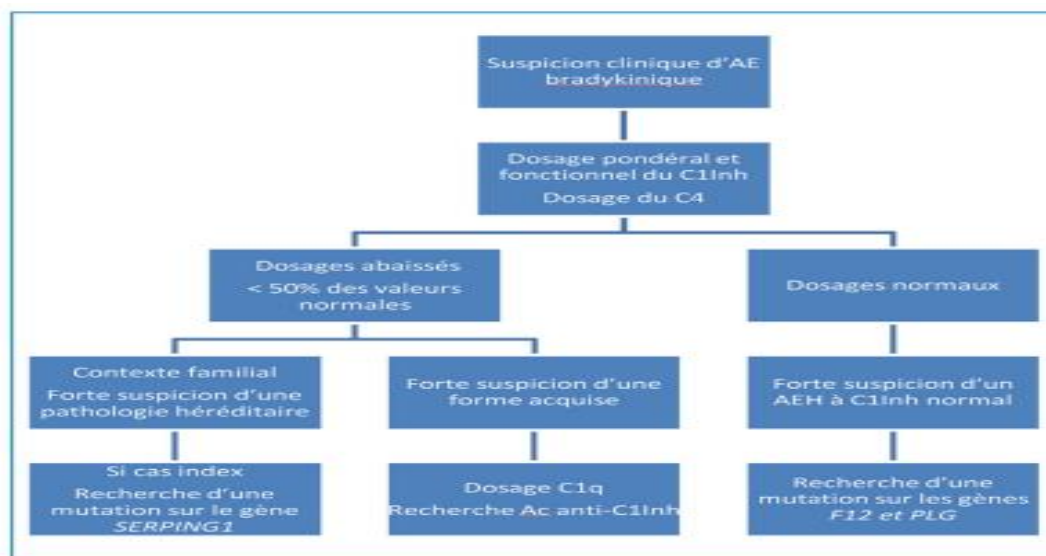 Suspicion clinique d'AE
bradykinique
Dosage pondéral et
fonctionnel du C1Inh
Dosage du C4
Dosages abaissés
< 50% des valeurs
normales
Dosages normaux
Contexte familial
Forte suspicion d'une
pathologie héréditaire
Forte suspicion d'une
forme acquise
Forte suspicion d'un
AEH à C1Inh normal
Si cas index
Recherche d'une
mutation sur le gène
SERPING1
Dosage C1q
Recherche Ac anti-C1Inh
Recherche d'une
mutation sur les gènes
F12 et PLG